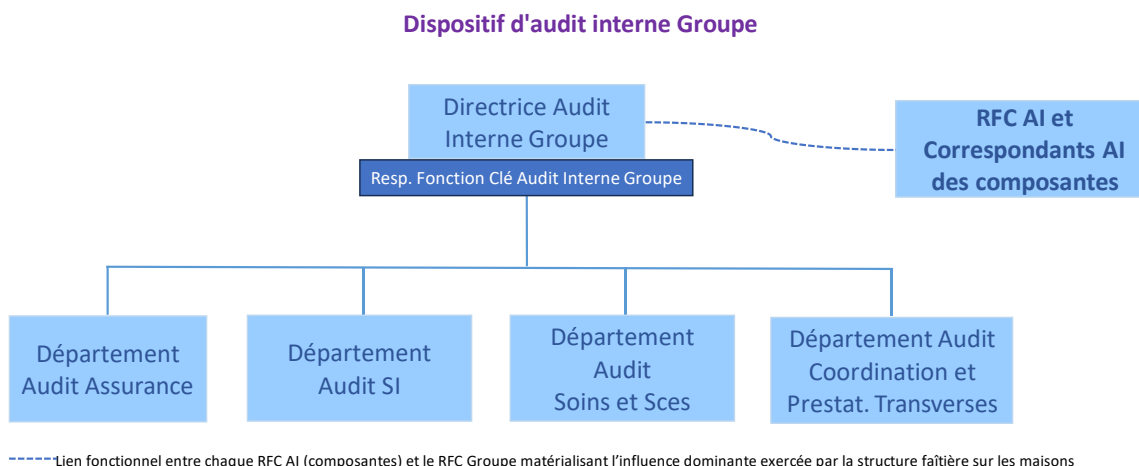 Dispositif d'audit interne Groupe
Directrice Audit
Interne Groupe
Resp. Fonction Clé Audit Interne Groupe
RFC AI et
Correspondants AI
des composantes
Département
Audit Assurance
Département
Audit SI
Département
Audit
Soins et Sces
Département Audit
Coordination et
Prestat. Transverses
Lien fonctionnel entre chaque RFC AI (composantes) et le RFC Groupe matérialisant l’influence dominante exercée par la structure faîtière sur les maisons